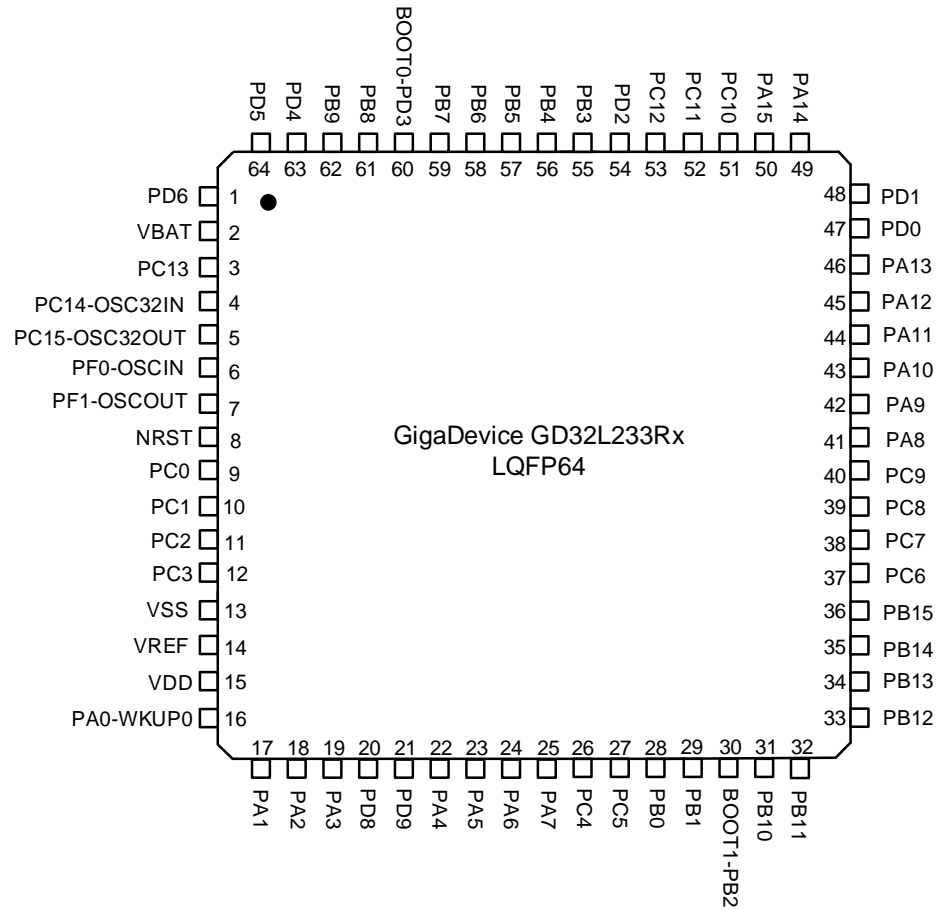 PD5
PD4
PB9
PB8
BOOT0-PD3
PB7
PB6
PB5
PB4
PB3
PD2
PC12
PC11
PC10
PA15
PA14
64
63
62
61
60
59
58
57
56
55
54
53
52
51
50
49
PD6 1
VBAT 2
PC13 3
PC14-OSC32IN 4
PC15-OSC32OUT 5
PF0-OSCIN 6
PF1-OSCOUT 7
NRST 8
PC0 9
PC1 10
PC2 11
PC3 12
VSS 13
VREF 14
VDD 15
PA0-WKUP0 16
GigaDevice GD32L233Rx
LQFP64
48 PD1
47 PD0
46 PA13
45 PA12
44 PA11
43 PA10
42 PA9
41 PA8
40 PC9
39 PC8
38 PC7
37 PC6
36 PB15
35 PB14
34 PB13
33 PB12
17
18
19
20
21
22
23
24
25
26
27
28
29
30
31
32
PA1
PA2
PA3
PD8
PD9
PA4
PA5
PA6
PA7
PC4
PC5
PB0
PB1
BOOT1-PB2
PB10
PB11